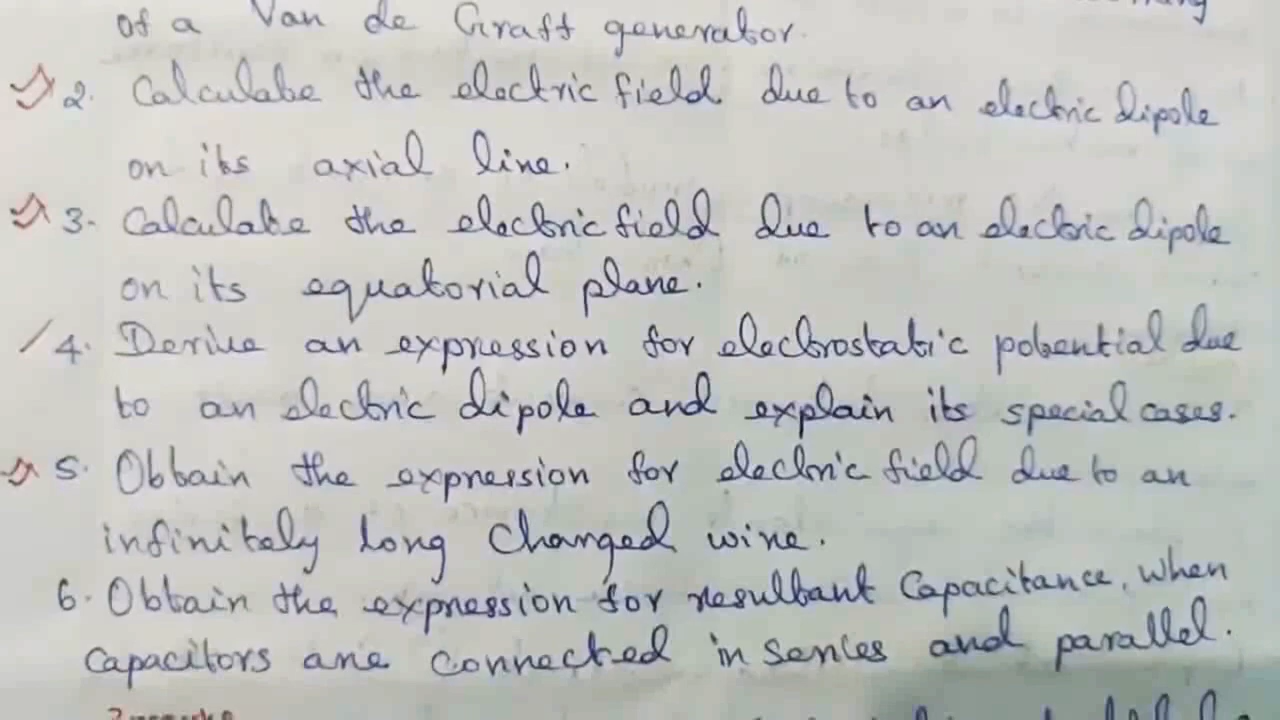 of a Van de Graff generator.
2. Calculate the electric field due to an electric dipole
on its axial line.
3. Calculate the electric field due to an electric dipole
on its equatorial plane.
4. Derive an expression for electrostatic potential due
to an electric dipole and explain its special cases.
5. Obtain the expression for electric field due to an
infinitely long charged wire.
6. Obtain the expression for resultant Capacitance, when
capacitors are connected in series and parallel.